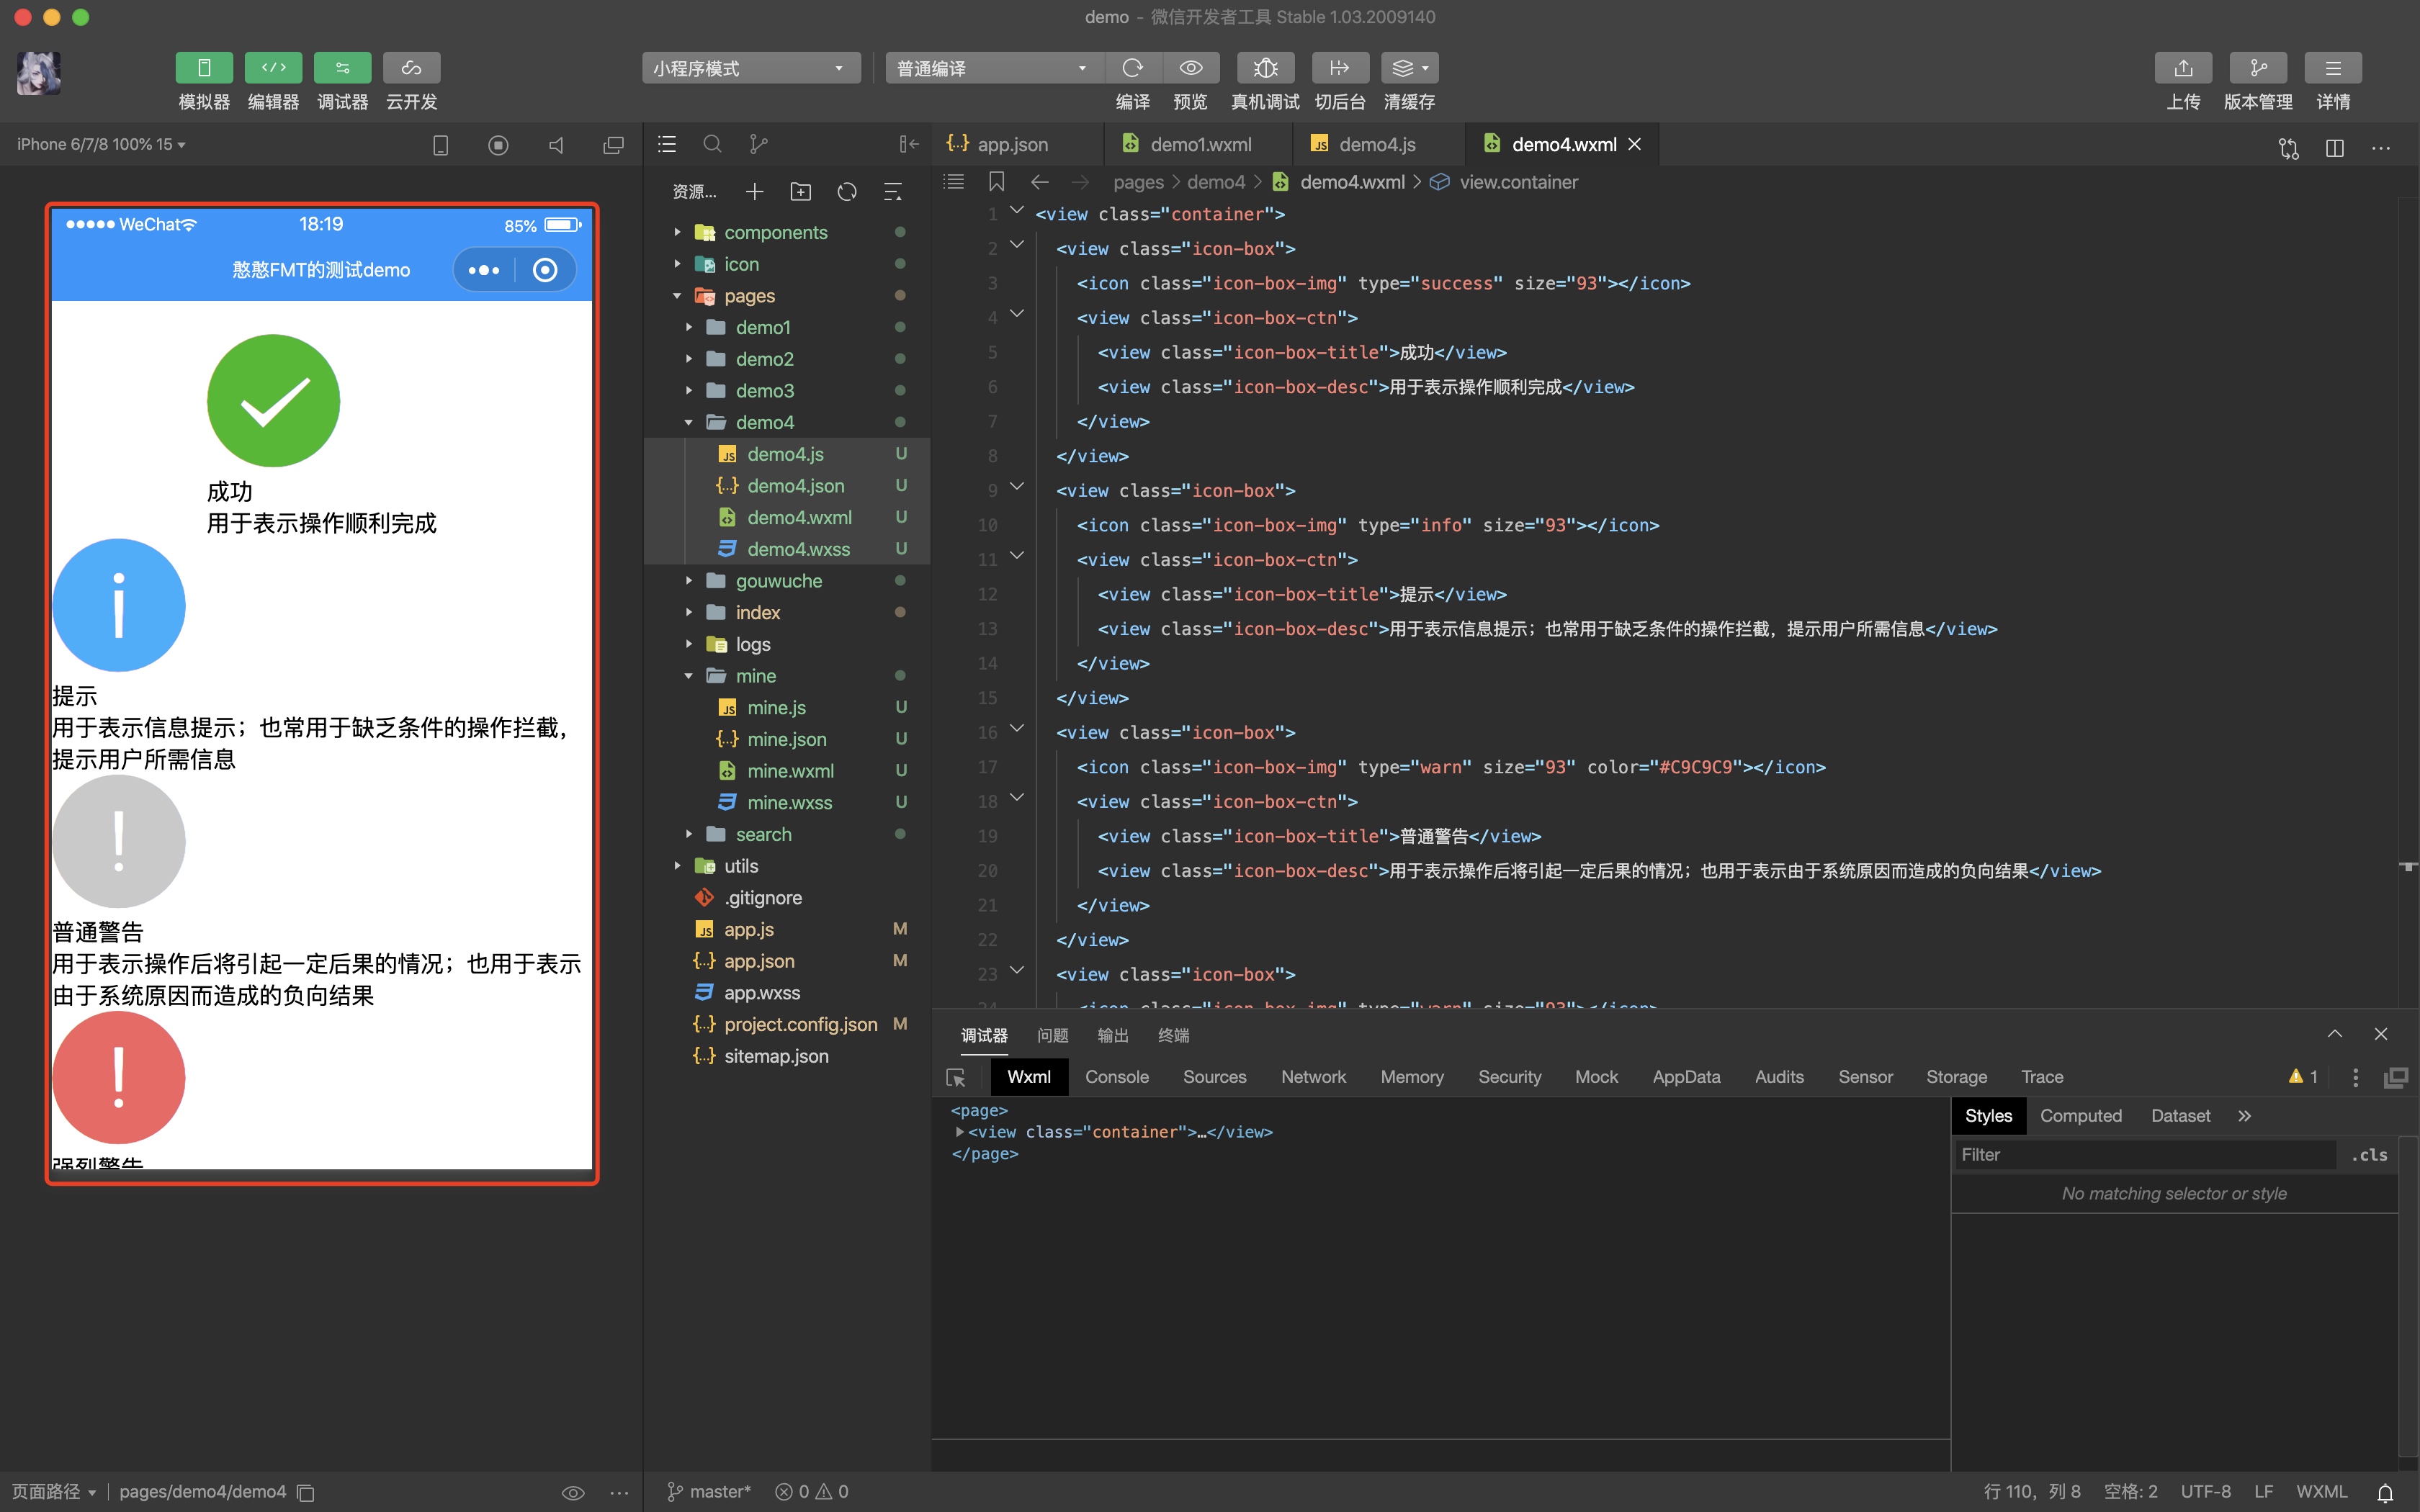 demo - 微信开发者工具 Stable 1.03.2009140
模拟器 编辑器 调试器 云开发
小程序模式
普通编译
编译 预览 真机调试 切后台 清缓存
上传 版本管理 详情
iPhone 6/7/8 100% 15
WeChat 18:19 85%
憨憨FMT的测试demo
成功
用于表示操作顺利完成
提示
用于表示信息提示；也常用于缺乏条件的操作拦截，
提示用户所需信息
普通警告
用于表示操作后将引起一定后果的情况；也用于表示
由于系统原因而造成的负向结果
强烈警告
页面路径 pages/demo4/demo4
资源...
components
icon
pages
demo1
demo2
demo3
demo4
demo4.js U
demo4.json U
demo4.wxml U
demo4.wxss U
gouwuche
index
logs
mine
mine.js U
mine.json U
mine.wxml U
mine.wxss U
search
utils
.gitignore
app.js M
app.json M
app.wxss
project.config.json M
sitemap.json
app.json demo1.wxml demo4.js demo4.wxml
pages > demo4 > demo4.wxml > view.container
1 <view class="container">
2 <view class="icon-box">
3 <icon class="icon-box-img" type="success" size="93"></icon>
4 <view class="icon-box-ctn">
5 <view class="icon-box-title">成功</view>
6 <view class="icon-box-desc">用于表示操作顺利完成</view>
7 </view>
8 </view>
9 <view class="icon-box">
10 <icon class="icon-box-img" type="info" size="93"></icon>
11 <view class="icon-box-ctn">
12 <view class="icon-box-title">提示</view>
13 <view class="icon-box-desc">用于表示信息提示；也常用于缺乏条件的操作拦截，提示用户所需信息</view>
14 </view>
15 </view>
16 <view class="icon-box">
17 <icon class="icon-box-img" type="warn" size="93" color="#C9C9C9"></icon>
18 <view class="icon-box-ctn">
19 <view class="icon-box-title">普通警告</view>
20 <view class="icon-box-desc">用于表示操作后将引起一定后果的情况；也用于表示由于系统原因而造成的负向结果</view>
21 </view>
22 </view>
23 <view class="icon-box">
24 <icon class="icon-box-img" type="warn" size="93"></icon>
调试器 问题 输出 终端
Wxml Console Sources Network Memory Security Mock AppData Audits Sensor Storage Trace 1
<page>
<view class="container">…</view>
</page>
Styles Computed Dataset
Filter .cls
No matching selector or style
master* 0 0
行 110，列 8 空格: 2 UTF-8 LF WXML